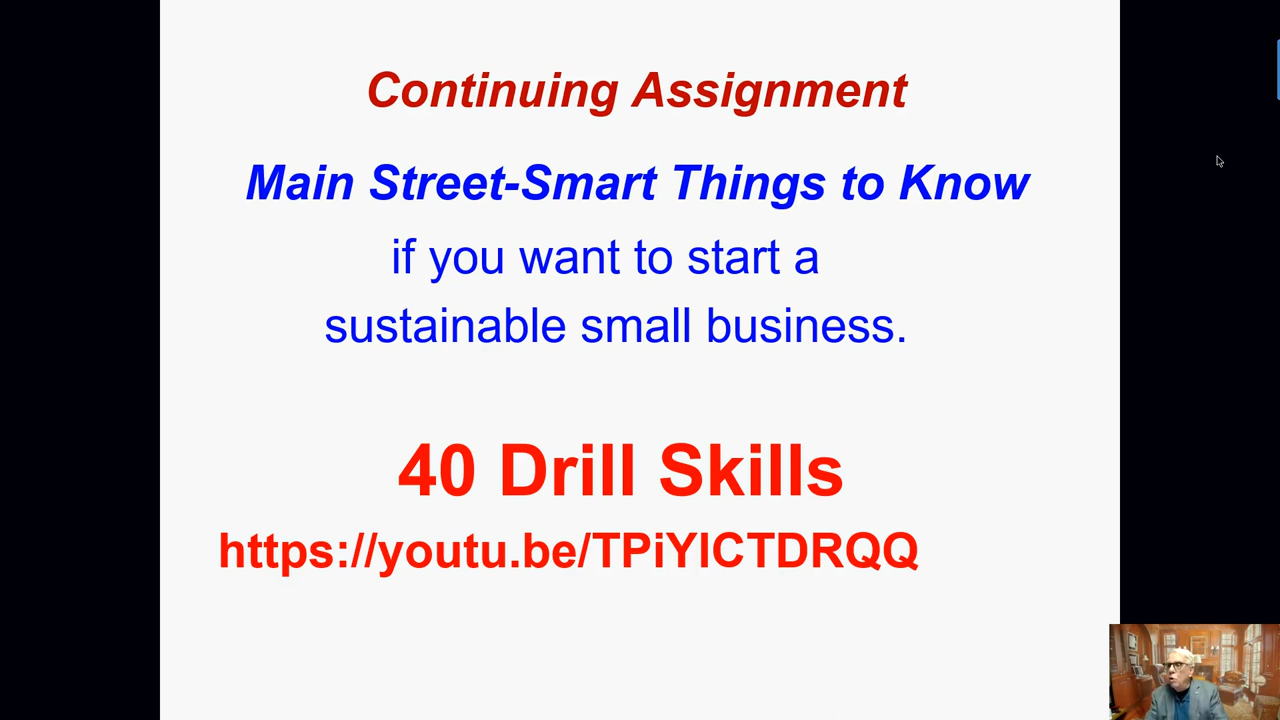 Continuing Assignment
Main Street-Smart Things to Know
if you want to start a
sustainable small business.
40 Drill Skills
https://youtu.be/TPiYlCTDRQQ